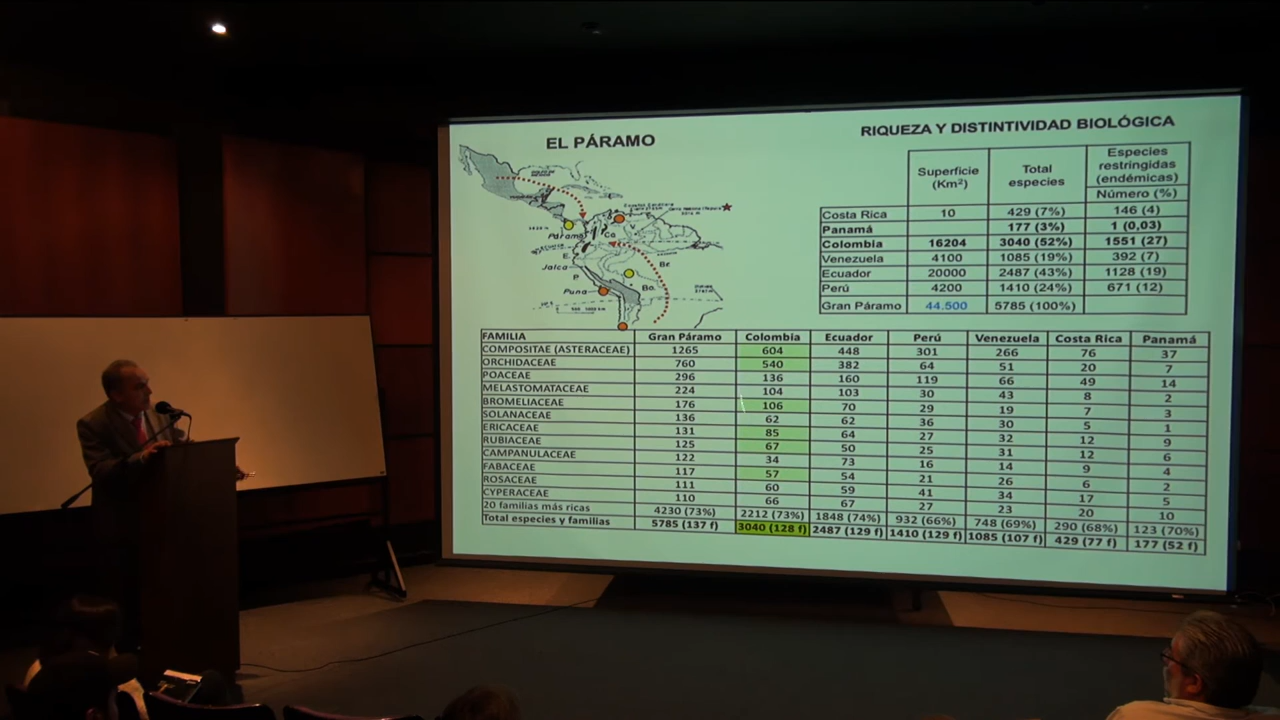 EL PÁRAMO
Páramo
Jalca
Puna
RIQUEZA Y DISTINTIVIDAD BIOLÓGICA
Superficie (Km²) Total especies Especies restringidas (endémicas)
Número (%)
Costa Rica 10 429 (7%) 146 (4)
Panamá 177 (3%) 1 (0,03)
Colombia 16204 3040 (52%) 1551 (27)
Venezuela 4100 1085 (19%) 392 (7)
Ecuador 20000 2487 (43%) 1128 (19)
Perú 4200 1410 (24%) 671 (12)
Gran Páramo 44.500 5785 (100%)
FAMILIA Gran Páramo Colombia Ecuador Perú Venezuela Costa Rica Panamá
COMPOSITAE (ASTERACEAE) 1265 604 448 301 266 76 37
ORCHIDACEAE 760 540 382 64 51 20 7
POACEAE 296 136 160 119 66 49 14
MELASTOMATACEAE 224 104 103 30 43 8 2
BROMELIACEAE 176 106 70 29 19 7 3
SOLANACEAE 136 62 62 36 30 5 1
ERICACEAE 131 85 64 27 32 12 9
RUBIACEAE 125 67 50 25 31 12 6
CAMPANULACEAE 122 34 73 16 14 9 4
FABACEAE 117 57 54 21 26 6 2
ROSACEAE 111 60 59 41 34 17 5
CYPERACEAE 110 66 67 27 23 20 10
20 familias más ricas 4230 (73%) 2212 (73%) 1848 (74%) 932 (66%) 748 (69%) 290 (68%) 123 (70%)
Total especies y familias 5785 (137 f) 3040 (128 f) 2487 (129 f) 1410 (129 f) 1085 (107 f) 429 (77 f) 177 (52 f)